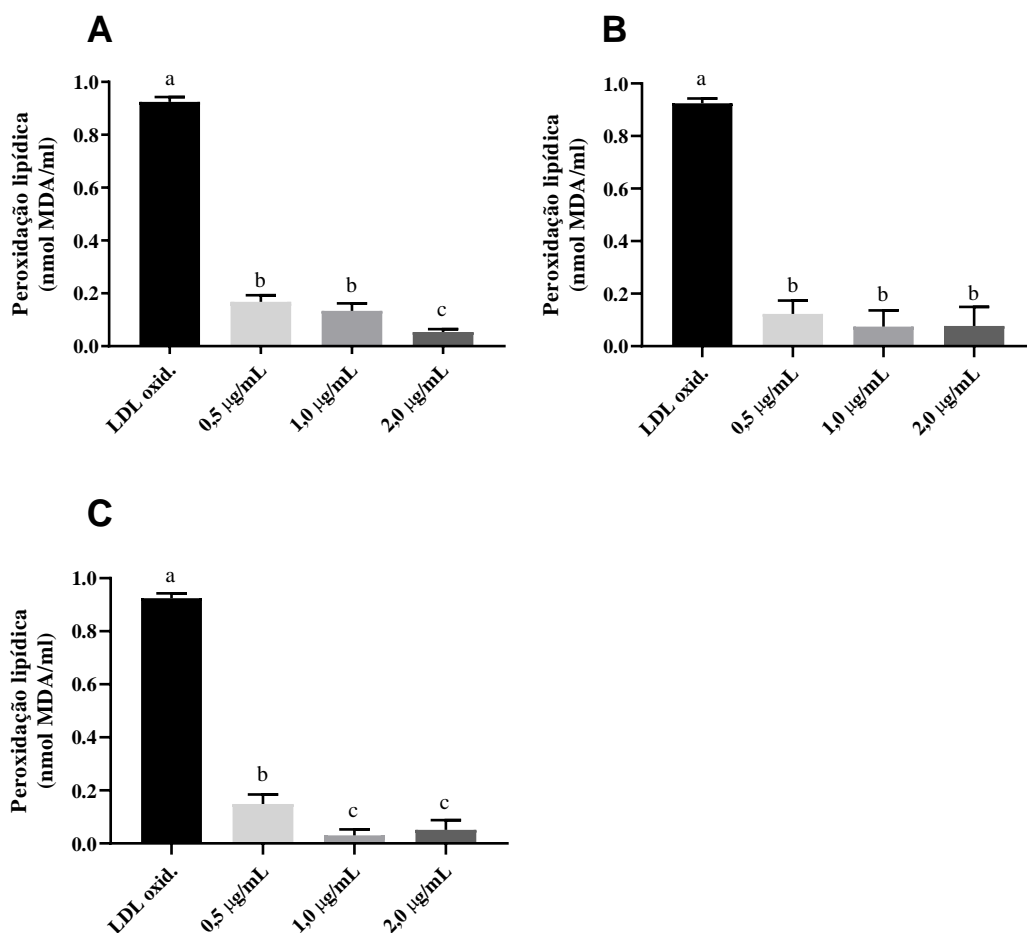 A
Peroxidação lipídica
(nmol MDA/ml)
1.0
0.8
0.6
0.4
0.2
0.0
a
b
b
c
LDL oxid.
0,5 µg/mL
1,0 µg/mL
2,0 µg/mL
B
Peroxidação lipídica
(nmol MDA/ml)
1.0
0.8
0.6
0.4
0.2
0.0
a
b
b
b
LDL oxid.
0,5 µg/mL
1,0 µg/mL
2,0 µg/mL
C
Peroxidação lipídica
(nmol MDA/ml)
1.0
0.8
0.6
0.4
0.2
0.0
a
b
c
c
LDL oxid.
0,5 µg/mL
1,0 µg/mL
2,0 µg/mL